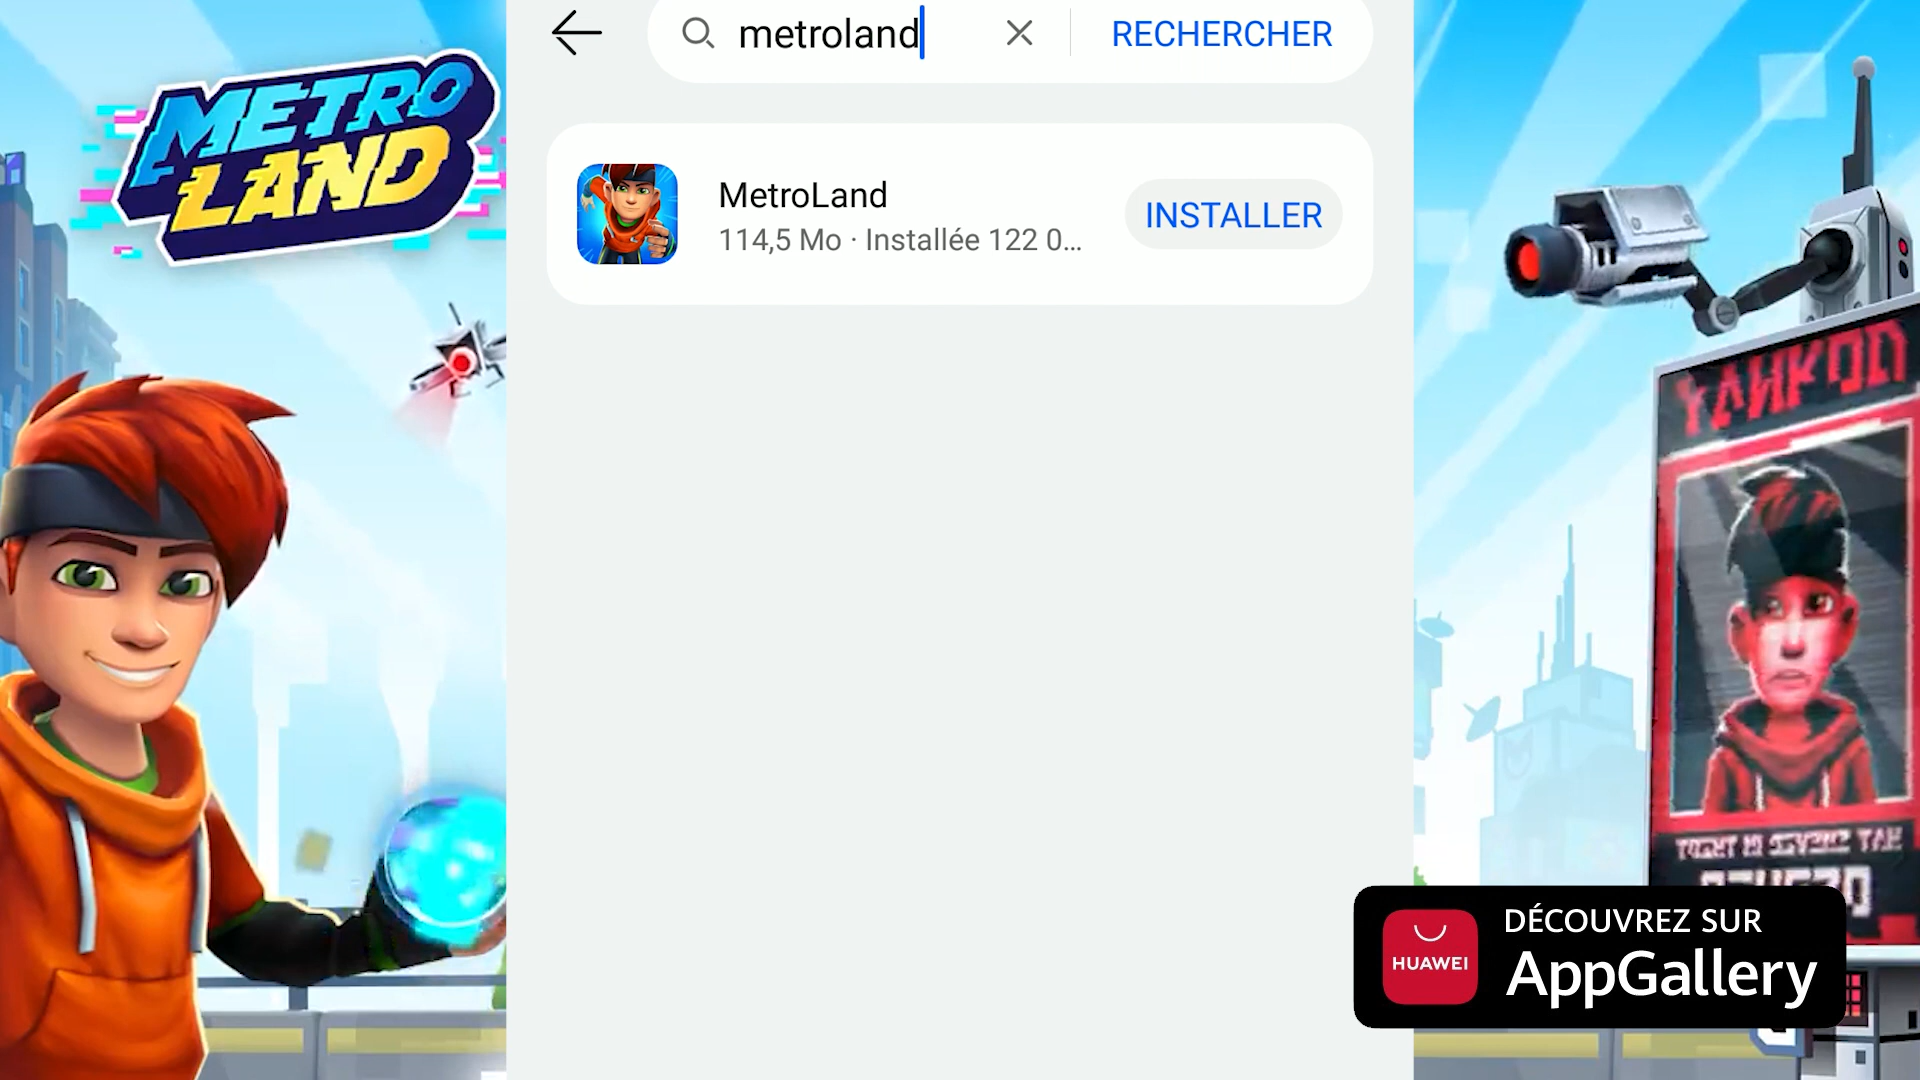 METRO
LAND
metroland
RECHERCHER
MetroLand
114,5 Mo · Installée 122 0...
INSTALLER
DÉCOUVREZ SUR
AppGallery
HUAWEI